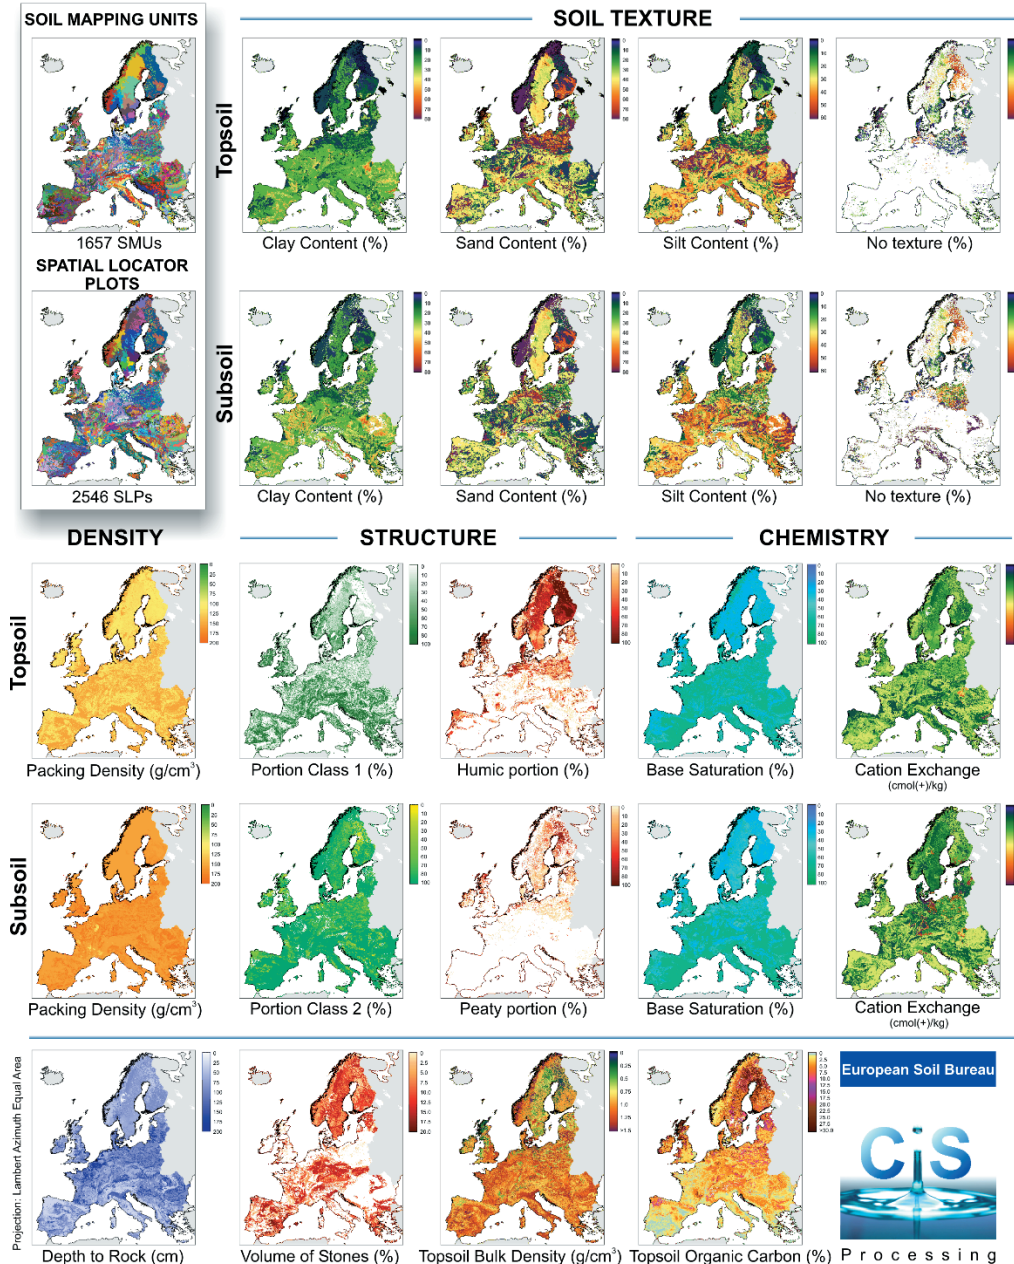 SOIL MAPPING UNITS
SOIL TEXTURE
Topsoil
1657 SMUs
Clay Content (%)
Sand Content (%)
Silt Content (%)
No texture (%)
SPATIAL LOCATOR
PLOTS
Subsoil
2546 SLPs
Clay Content (%)
Sand Content (%)
Silt Content (%)
No texture (%)
DENSITY
STRUCTURE
CHEMISTRY
Topsoil
Packing Density (g/cm³)
Portion Class 1 (%)
Humic portion (%)
Base Saturation (%)
Cation Exchange
(cmol(+)/kg)
Subsoil
Packing Density (g/cm³)
Portion Class 2 (%)
Peaty portion (%)
Base Saturation (%)
Cation Exchange
(cmol(+)/kg)
Projection: Lambert Azimuth Equal Area
European Soil Bureau
CiS
Processing
Depth to Rock (cm)
Volume of Stones (%)
Topsoil Bulk Density (g/cm³)
Topsoil Organic Carbon (%)